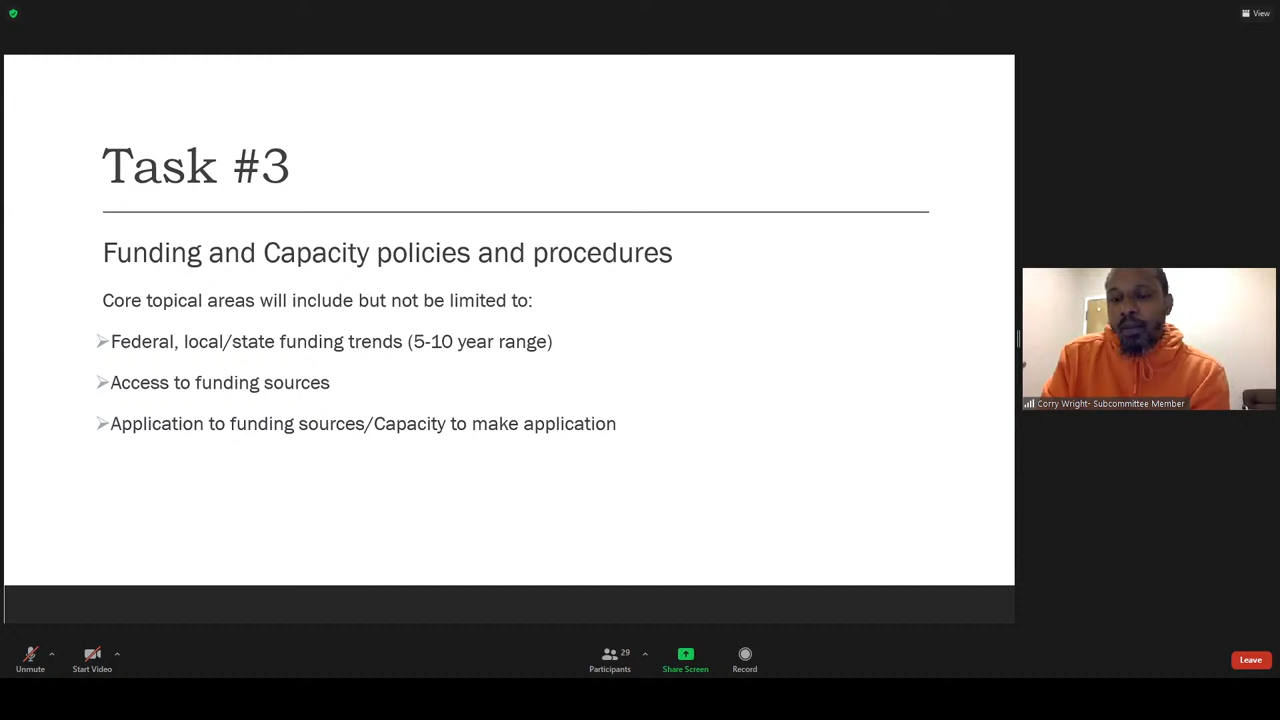 View
Task #3
Funding and Capacity policies and procedures
Core topical areas will include but not be limited to:
Federal, local/state funding trends (5-10 year range)
Access to funding sources
Application to funding sources/Capacity to make application
Corry Wright- Subcommittee Member
Unmute
Start Video
29
Participants
Share Screen
Record
Leave